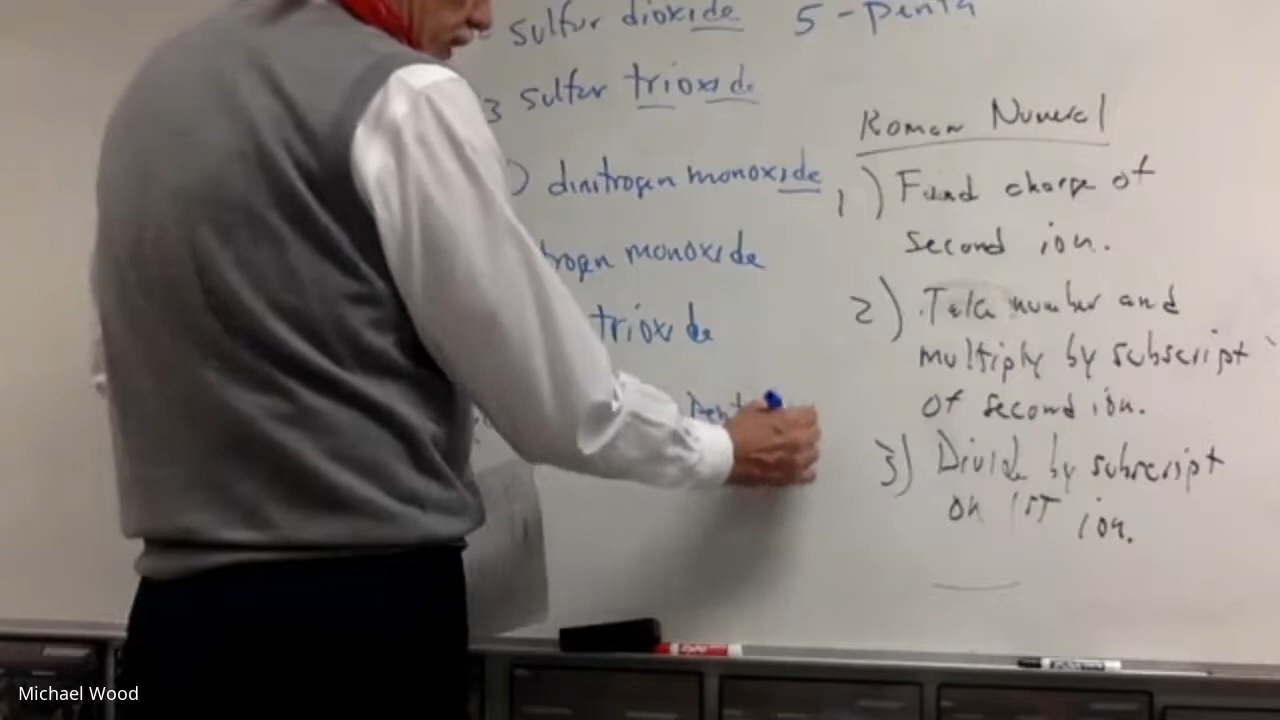 sulfur dioxide 5 - penta
3 sulfur trioxide
) dinitrogen monoxide
trogen monoxide
trioxide
pent
Roman Numeral
1) Find charge of
second ion.
2) Take number and
multiply by subscript
of second ion.
3) Divide by subscript
on 1ST ion.
EXPO
Michael Wood